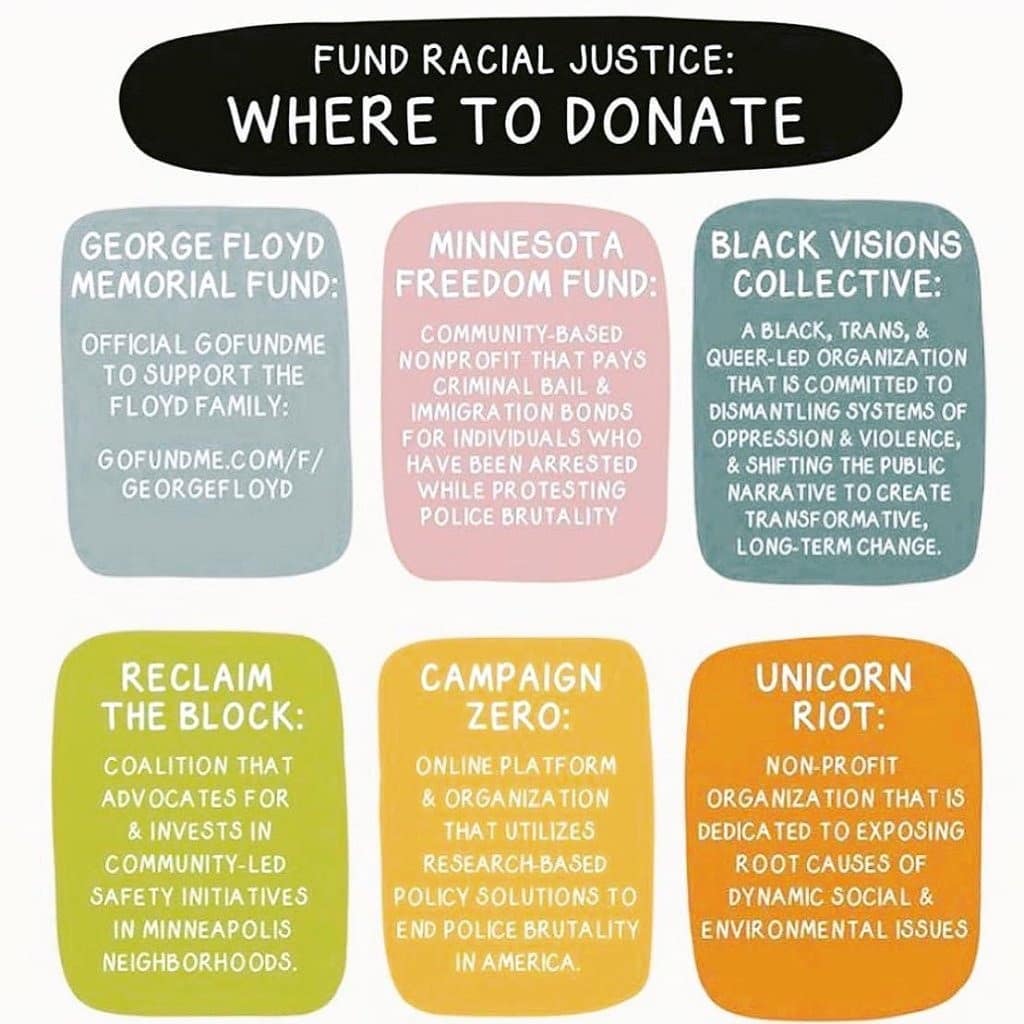 FUND RACIAL JUSTICE:
WHERE TO DONATE
GEORGE FLOYD
MEMORIAL FUND:
OFFICIAL GOFUNDME
TO SUPPORT THE
FLOYD FAMILY:
GOFUNDME.COM/F/
GEORGEFLOYD
MINNESOTA
FREEDOM FUND:
COMMUNITY-BASED
NONPROFIT THAT PAYS
CRIMINAL BAIL &
IMMIGRATION BONDS
FOR INDIVIDUALS WHO
HAVE BEEN ARRESTED
WHILE PROTESTING
POLICE BRUTALITY
BLACK VISIONS
COLLECTIVE:
A BLACK, TRANS, &
QUEER-LED ORGANIZATION
THAT IS COMMITTED TO
DISMANTLING SYSTEMS OF
OPPRESSION & VIOLENCE,
& SHIFTING THE PUBLIC
NARRATIVE TO CREATE
TRANSFORMATIVE,
LONG-TERM CHANGE.
RECLAIM
THE BLOCK:
COALITION THAT
ADVOCATES FOR
& INVESTS IN
COMMUNITY-LED
SAFETY INITIATIVES
IN MINNEAPOLIS
NEIGHBORHOODS.
CAMPAIGN
ZERO:
ONLINE PLATFORM
& ORGANIZATION
THAT UTILIZES
RESEARCH-BASED
POLICY SOLUTIONS TO
END POLICE BRUTALITY
IN AMERICA.
UNICORN
RIOT:
NON-PROFIT
ORGANIZATION THAT IS
DEDICATED TO EXPOSING
ROOT CAUSES OF
DYNAMIC SOCIAL &
ENVIRONMENTAL ISSUES